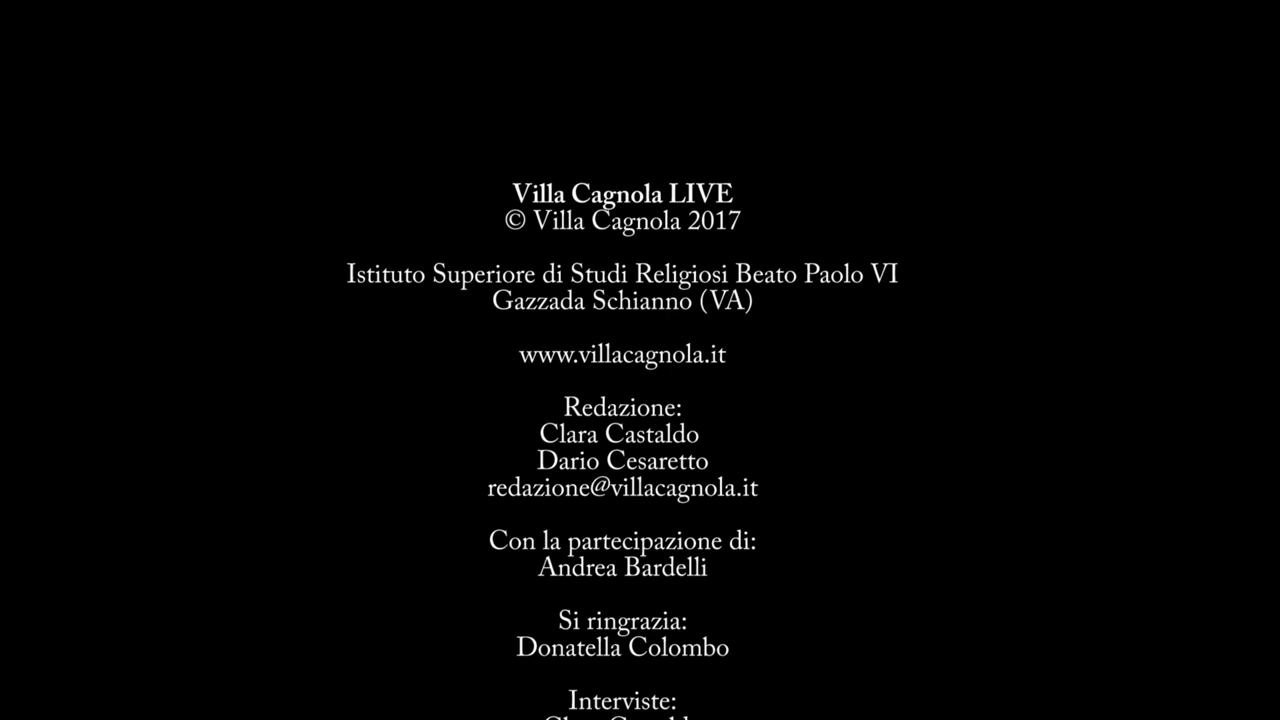 Villa Cagnola LIVE
© Villa Cagnola 2017
Istituto Superiore di Studi Religiosi Beato Paolo VI
Gazzada Schianno (VA)
www.villacagnola.it
Redazione:
Clara Castaldo
Dario Cesaretto
redazione@villacagnola.it
Con la partecipazione di:
Andrea Bardelli
Si ringrazia:
Donatella Colombo
Interviste: